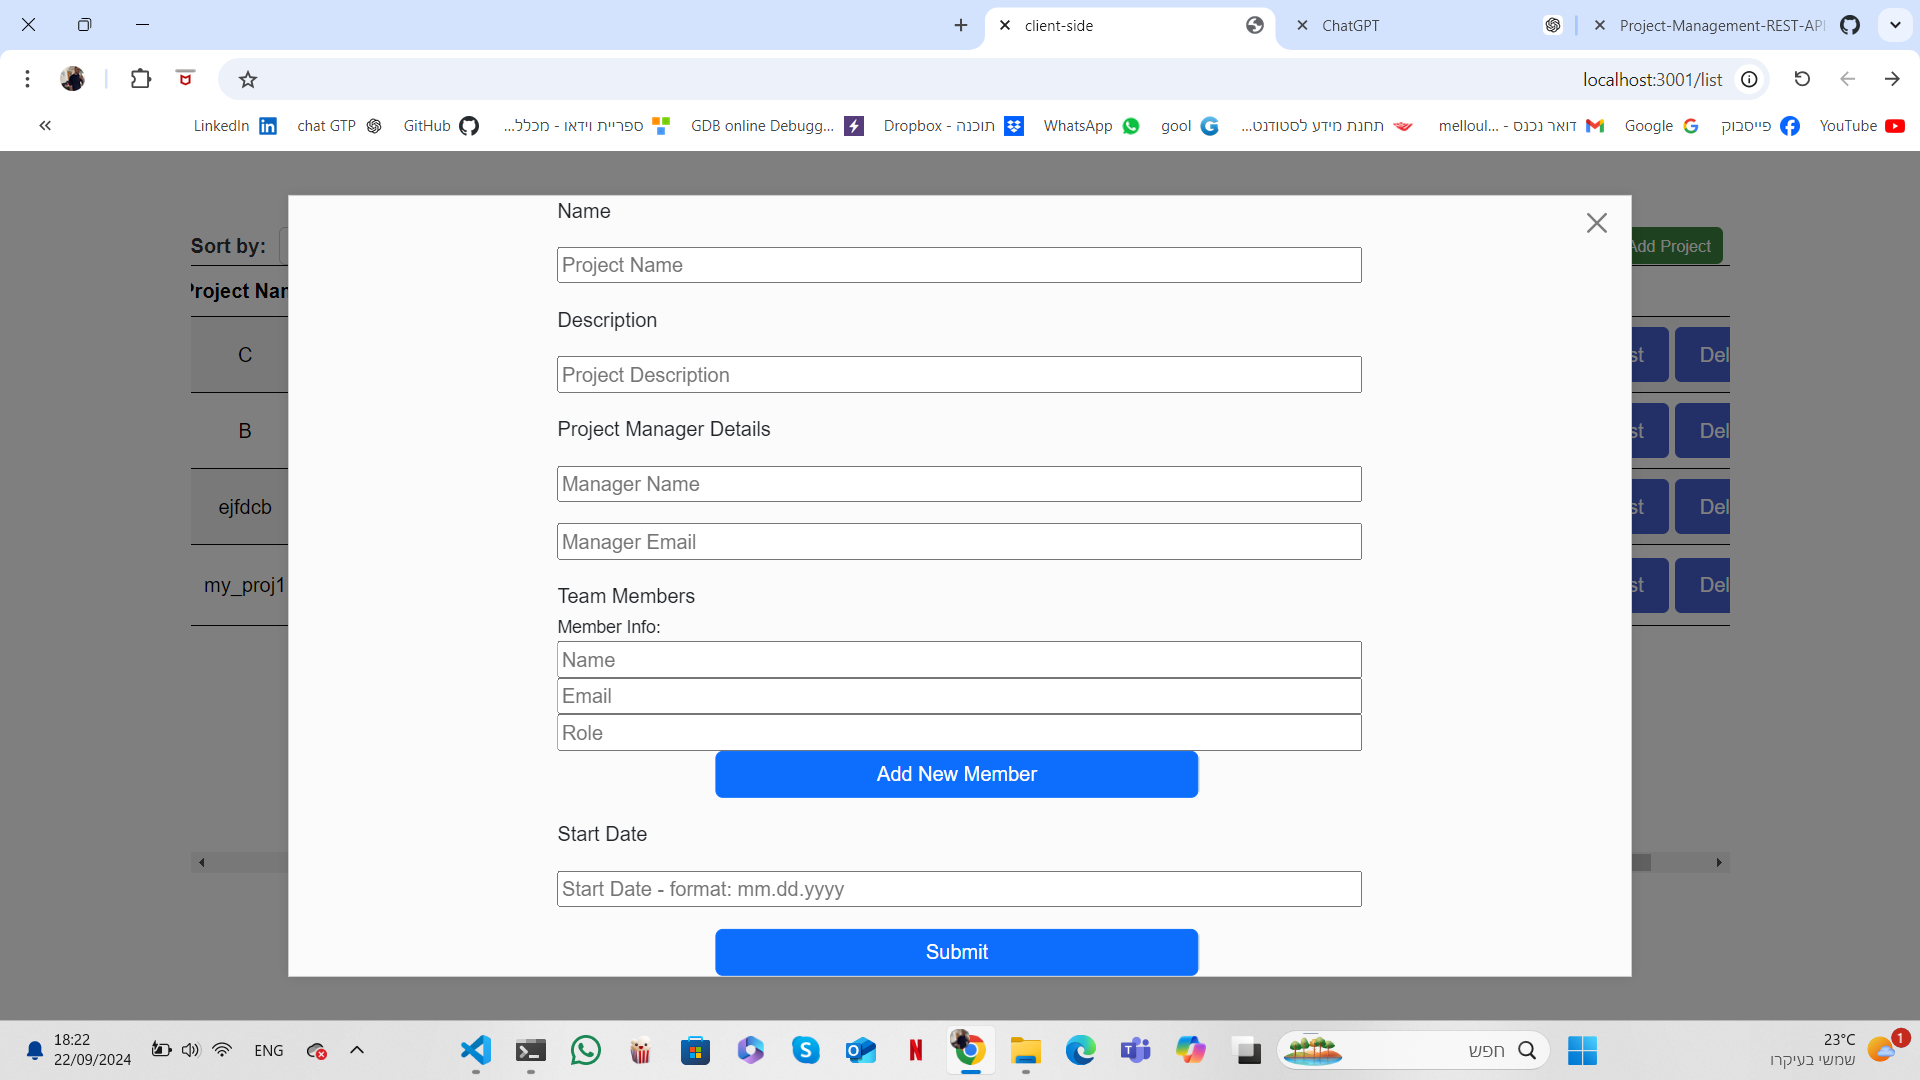 client-side
ChatGPT
Project-Management-REST-API
localhost:3001/list
LinkedIn
chat GTP
GitHub
ספריית וידאו - מכלל...
GDB online Debugg...
Dropbox - תוכנה
WhatsApp
gool
תחנת מידע לסטודנט...
דואר נכנס - melloul...
Google
פייסבוק
YouTube
Sort by:
Add Project
Project Nar
C
B
ejfdcb
my_proj1
st
Del
st
Del
st
Del
st
Del
Name
Project Name
Description
Project Description
Project Manager Details
Manager Name
Manager Email
Team Members
Member Info:
Name
Email
Role
Add New Member
Start Date
Start Date - format: mm.dd.yyyy
Submit
18:22
22/09/2024
ENG
חפש
23°C
שמשי בעיקרו
1